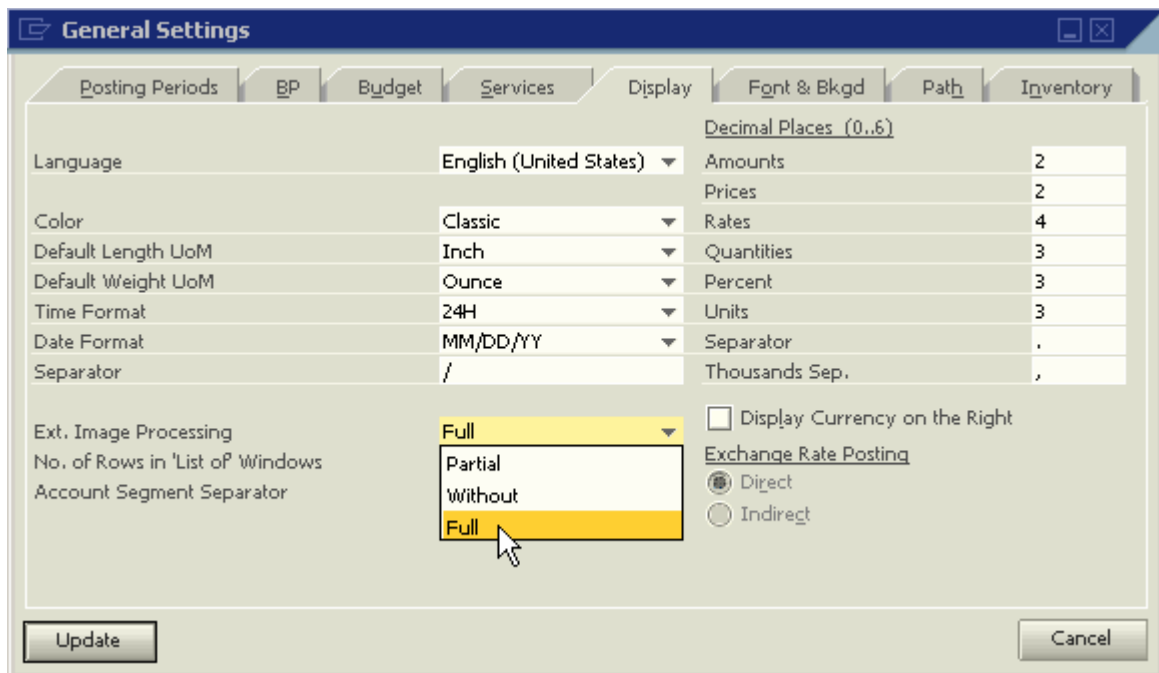 General Settings
Posting Periods BP Budget Services Display Font & Bkgd Path Inventory
Decimal Places (0..6)
Language English (United States) Amounts 2
Prices 2
Color Classic Rates 4
Default Length UoM Inch Quantities 3
Default Weight UoM Ounce Percent 3
Time Format 24H Units 3
Date Format MM/DD/YY Separator .
Separator / Thousands Sep. ,
Display Currency on the Right
Ext. Image Processing Full
Exchange Rate Posting
No. of Rows in 'List of' Windows Partial
Direct
Account Segment Separator Without
Indirect
Full
Update Cancel